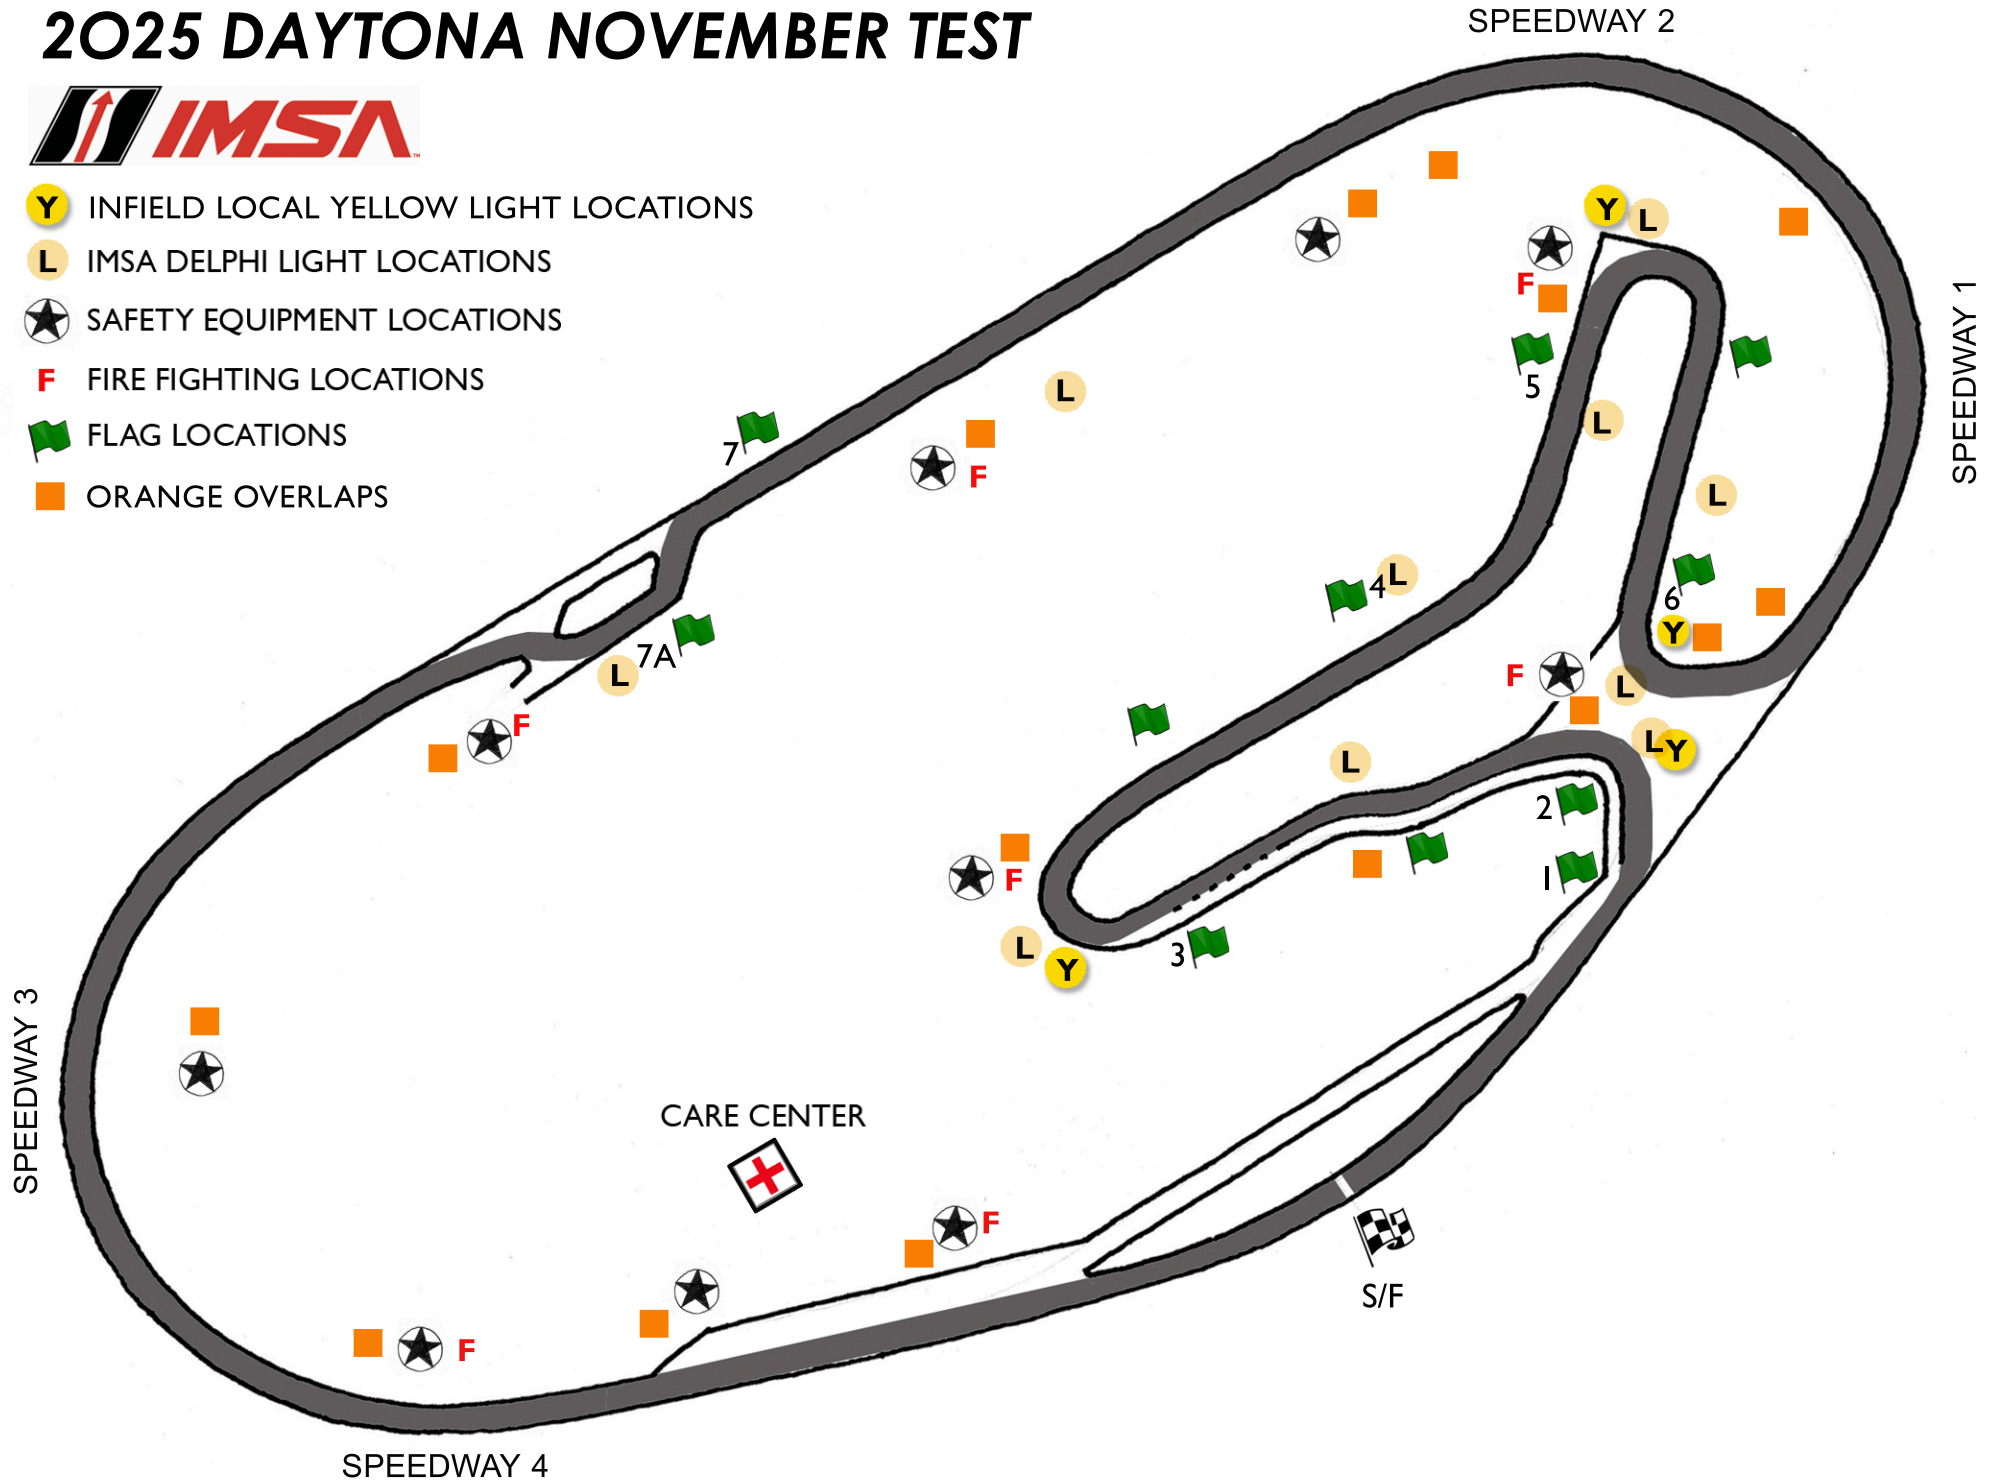 2025 DAYTONA NOVEMBER TEST
IMSA
Y INFIELD LOCAL YELLOW LIGHT LOCATIONS
L IMSA DELPHI LIGHT LOCATIONS
SAFETY EQUIPMENT LOCATIONS
F FIRE FIGHTING LOCATIONS
FLAG LOCATIONS
ORANGE OVERLAPS
SPEEDWAY 2
SPEEDWAY 1
Y L
F
5
L
L
7
F
L
4 L
6
Y
7A
L
F
F
L
L Y
L
2
1
F
L
Y
3
SPEEDWAY 3
CARE CENTER
F
S/F
F
SPEEDWAY 4